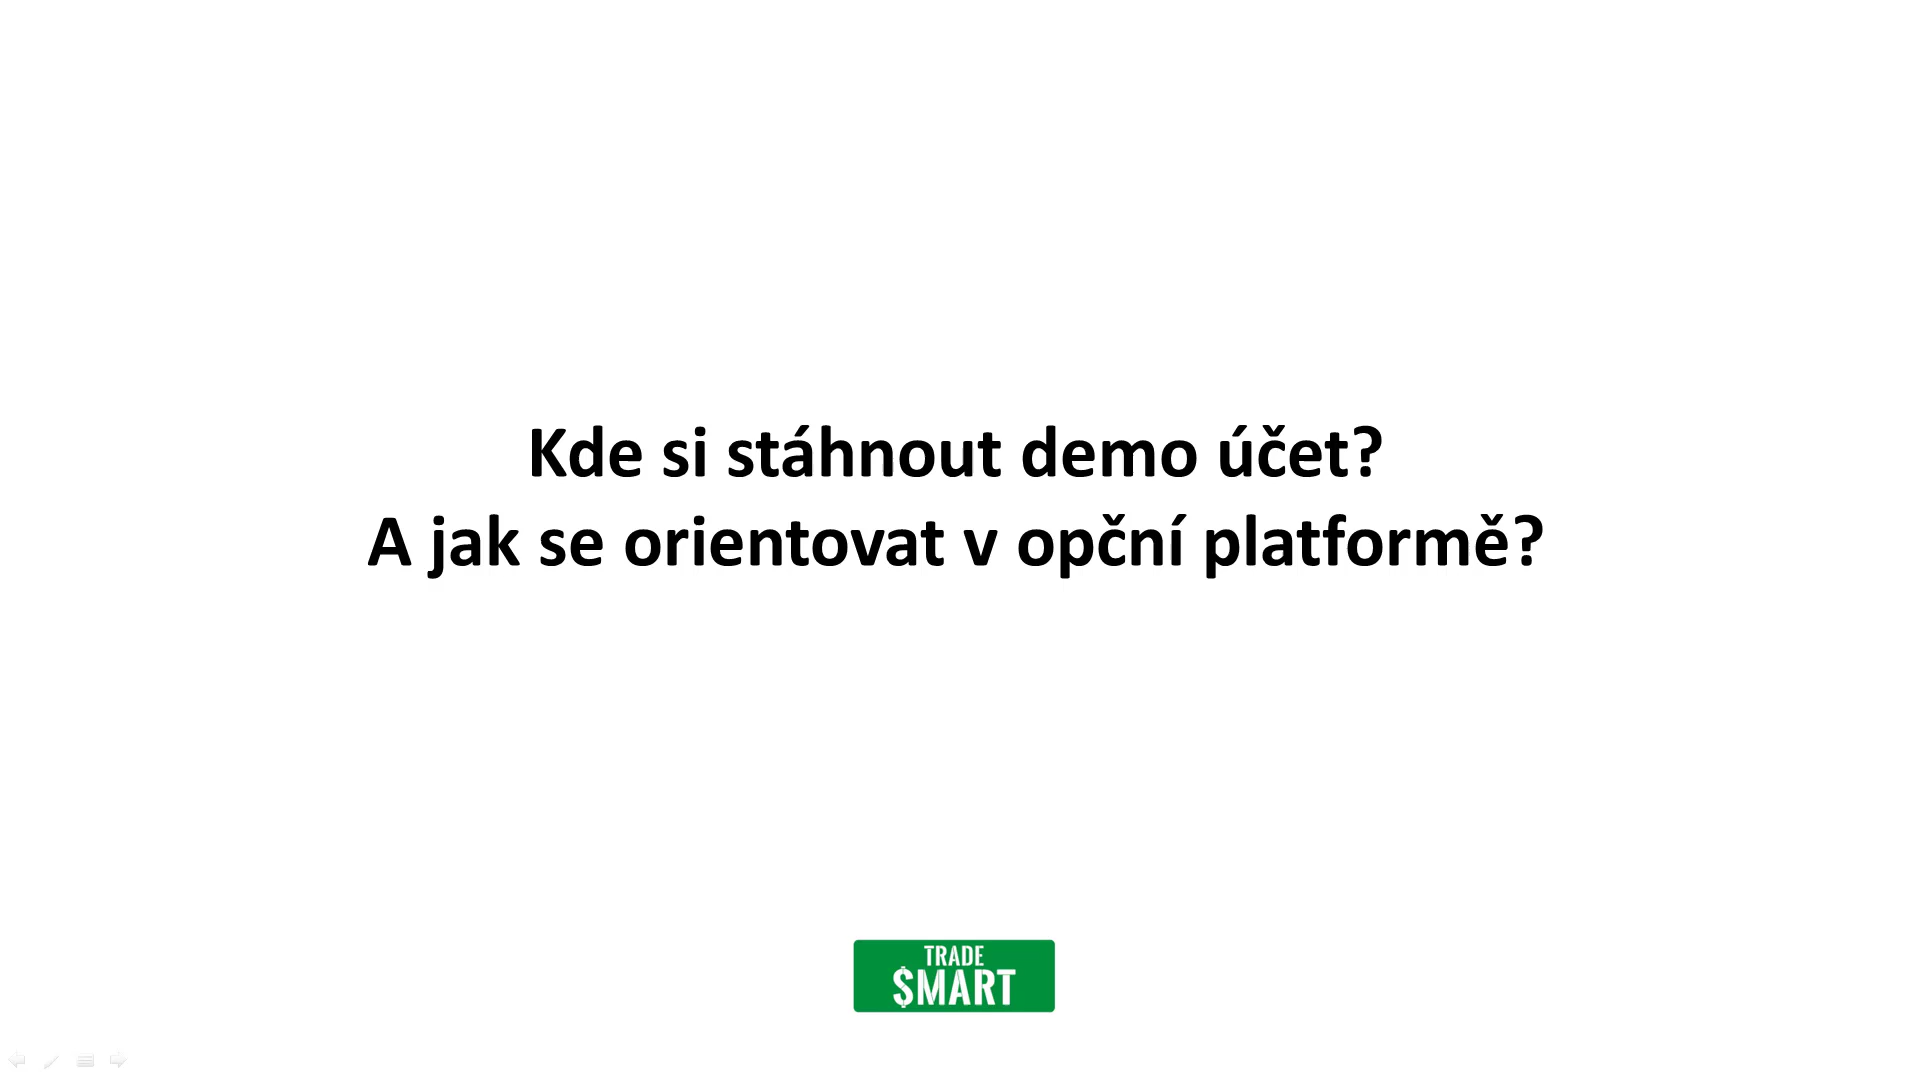 Kde si stáhnout demo účet?
A jak se orientovat v opční platformě?
TRADE
$MART